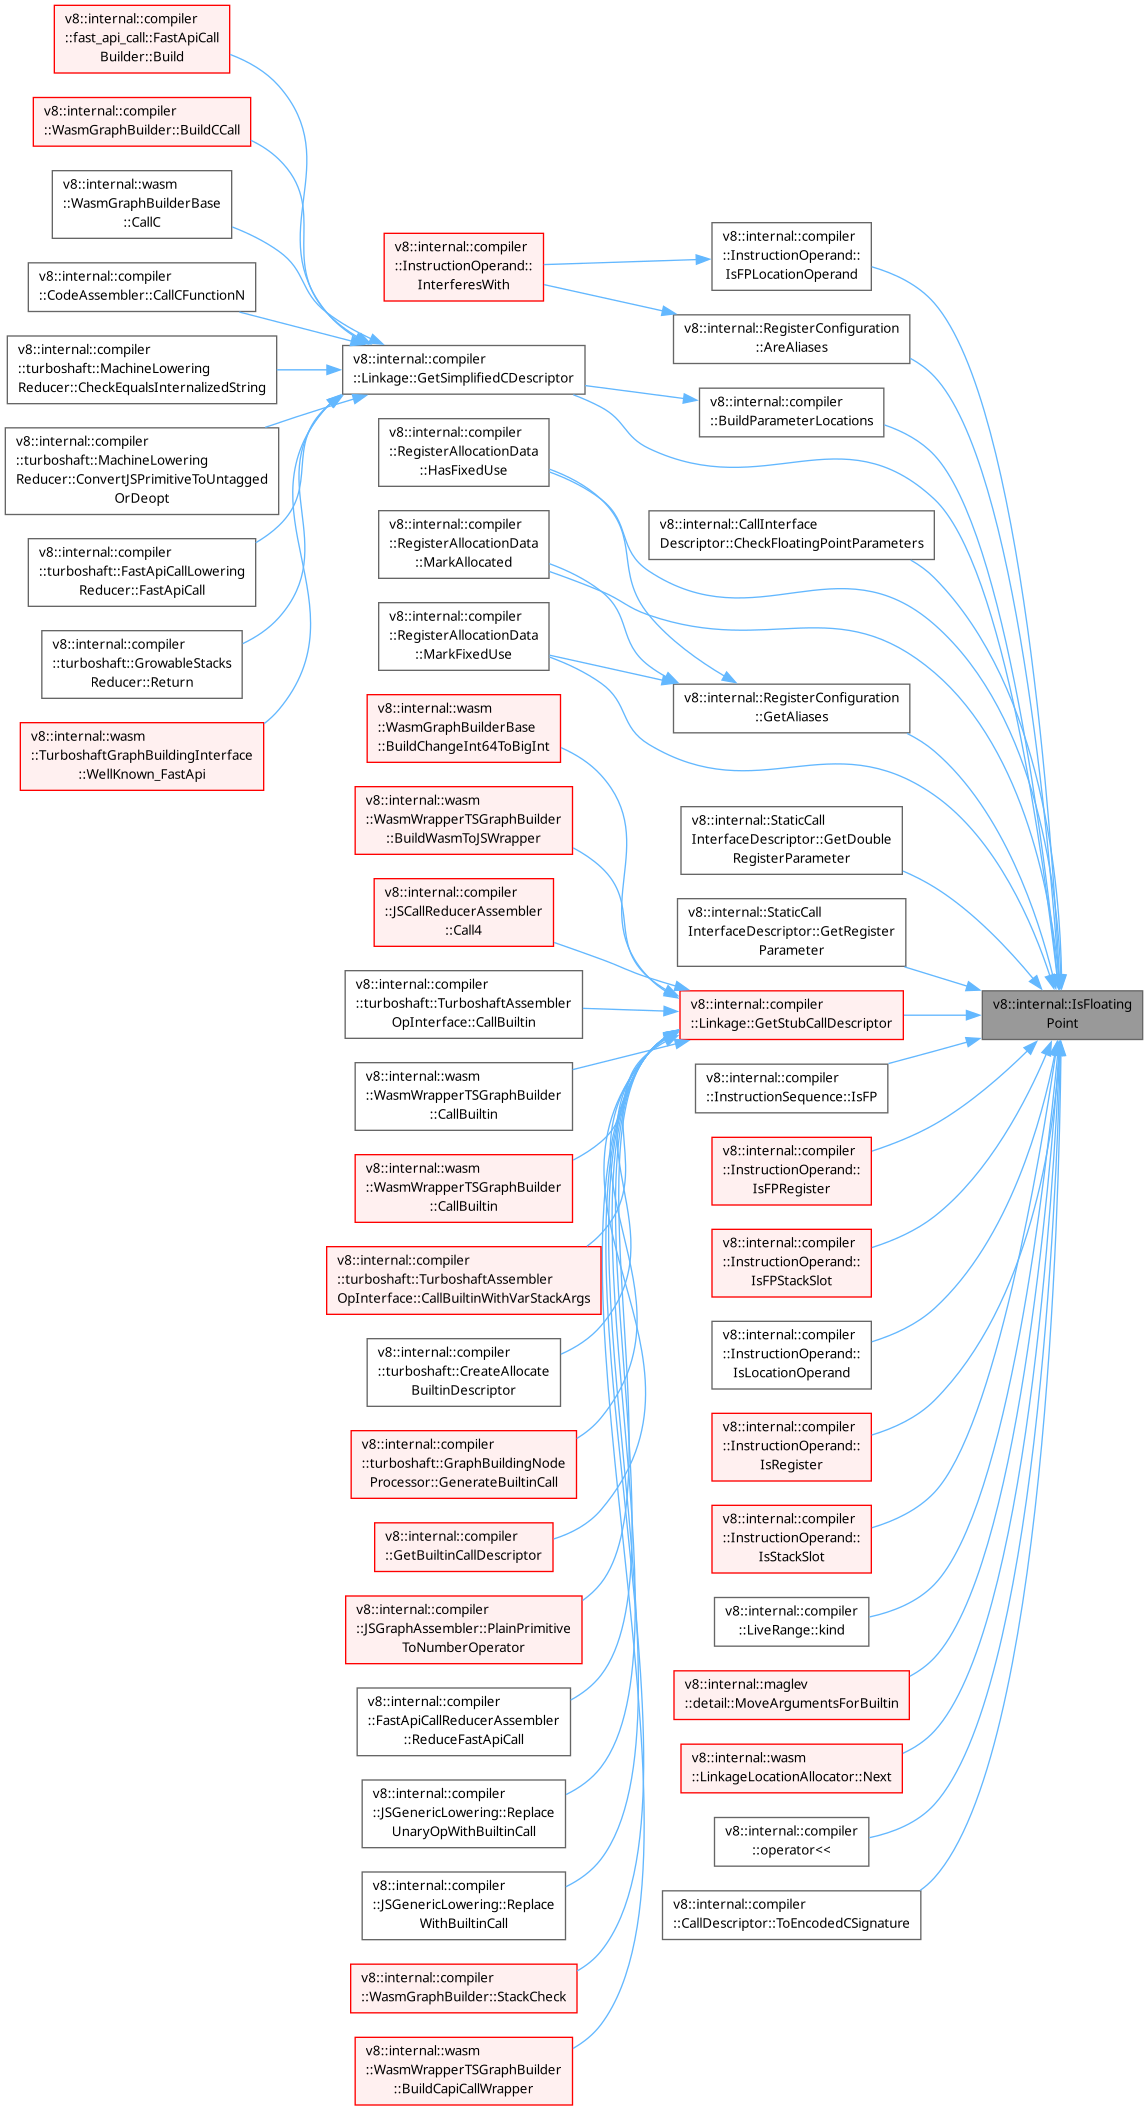 v8::internal::compiler
::fast_api_call::FastApiCall
Builder::Build
v8::internal::compiler
::WasmGraphBuilder::BuildCCall
v8::internal::wasm
::WasmGraphBuilderBase
::CallC
v8::internal::compiler
::CodeAssembler::CallCFunctionN
v8::internal::compiler
::turboshaft::MachineLowering
Reducer::CheckEqualsInternalizedString
v8::internal::compiler
::turboshaft::MachineLowering
Reducer::ConvertJSPrimitiveToUntagged
OrDeopt
v8::internal::compiler
::turboshaft::FastApiCallLowering
Reducer::FastApiCall
v8::internal::compiler
::turboshaft::GrowableStacks
Reducer::Return
v8::internal::wasm
::TurboshaftGraphBuildingInterface
::WellKnown_FastApi
v8::internal::compiler
::InstructionOperand::
InterferesWith
v8::internal::compiler
::Linkage::GetSimplifiedCDescriptor
v8::internal::compiler
::RegisterAllocationData
::HasFixedUse
v8::internal::compiler
::RegisterAllocationData
::MarkAllocated
v8::internal::compiler
::RegisterAllocationData
::MarkFixedUse
v8::internal::wasm
::WasmGraphBuilderBase
::BuildChangeInt64ToBigInt
v8::internal::wasm
::WasmWrapperTSGraphBuilder
::BuildWasmToJSWrapper
v8::internal::compiler
::JSCallReducerAssembler
::Call4
v8::internal::compiler
::turboshaft::TurboshaftAssembler
OpInterface::CallBuiltin
v8::internal::wasm
::WasmWrapperTSGraphBuilder
::CallBuiltin
v8::internal::wasm
::WasmWrapperTSGraphBuilder
::CallBuiltin
v8::internal::compiler
::turboshaft::TurboshaftAssembler
OpInterface::CallBuiltinWithVarStackArgs
v8::internal::compiler
::turboshaft::CreateAllocate
BuiltinDescriptor
v8::internal::compiler
::turboshaft::GraphBuildingNode
Processor::GenerateBuiltinCall
v8::internal::compiler
::GetBuiltinCallDescriptor
v8::internal::compiler
::JSGraphAssembler::PlainPrimitive
ToNumberOperator
v8::internal::compiler
::FastApiCallReducerAssembler
::ReduceFastApiCall
v8::internal::compiler
::JSGenericLowering::Replace
UnaryOpWithBuiltinCall
v8::internal::compiler
::JSGenericLowering::Replace
WithBuiltinCall
v8::internal::compiler
::WasmGraphBuilder::StackCheck
v8::internal::wasm
::WasmWrapperTSGraphBuilder
::BuildCapiCallWrapper
v8::internal::compiler
::InstructionOperand::
IsFPLocationOperand
v8::internal::RegisterConfiguration
::AreAliases
v8::internal::compiler
::BuildParameterLocations
v8::internal::CallInterface
Descriptor::CheckFloatingPointParameters
v8::internal::RegisterConfiguration
::GetAliases
v8::internal::StaticCall
InterfaceDescriptor::GetDouble
RegisterParameter
v8::internal::StaticCall
InterfaceDescriptor::GetRegister
Parameter
v8::internal::compiler
::Linkage::GetStubCallDescriptor
v8::internal::compiler
::InstructionSequence::IsFP
v8::internal::compiler
::InstructionOperand::
IsFPRegister
v8::internal::compiler
::InstructionOperand::
IsFPStackSlot
v8::internal::compiler
::InstructionOperand::
IsLocationOperand
v8::internal::compiler
::InstructionOperand::
IsRegister
v8::internal::compiler
::InstructionOperand::
IsStackSlot
v8::internal::compiler
::LiveRange::kind
v8::internal::maglev
::detail::MoveArgumentsForBuiltin
v8::internal::wasm
::LinkageLocationAllocator::Next
v8::internal::compiler
::operator<<
v8::internal::compiler
::CallDescriptor::ToEncodedCSignature
v8::internal::IsFloating
Point